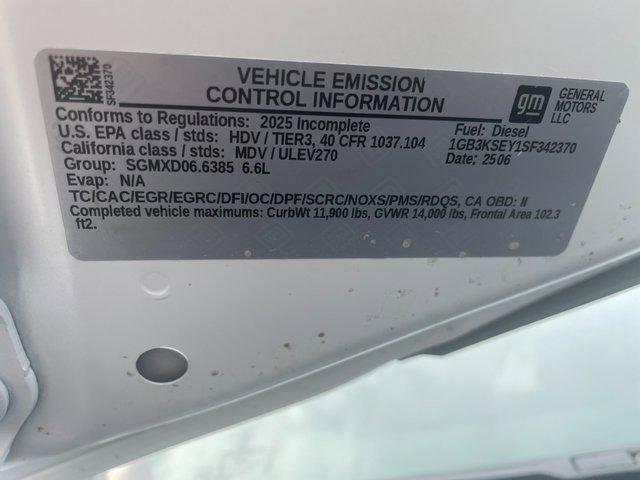 SF342370
VEHICLE EMISSION
CONTROL INFORMATION
gm
GENERAL
MOTORS
LLC
Conforms to Regulations: 2025 Incomplete
Fuel: Diesel
U.S. EPA class / stds: HDV / TIER3, 40 CFR 1037.104
1GB3KSEY1SF342370
California class / stds: MDV / ULEV270
Date: 2506
Group: SGMXD06.6385 6.6L
Evap: N/A
TC/CAC/EGR/EGRC/DFI/OC/DPF/SCRC/NOXS/PMS/RDQS, CA OBD: II
Completed vehicle maximums: CurbWt 11,900 lbs, GVWR 14,000 lbs, Frontal Area 102.3
ft2.